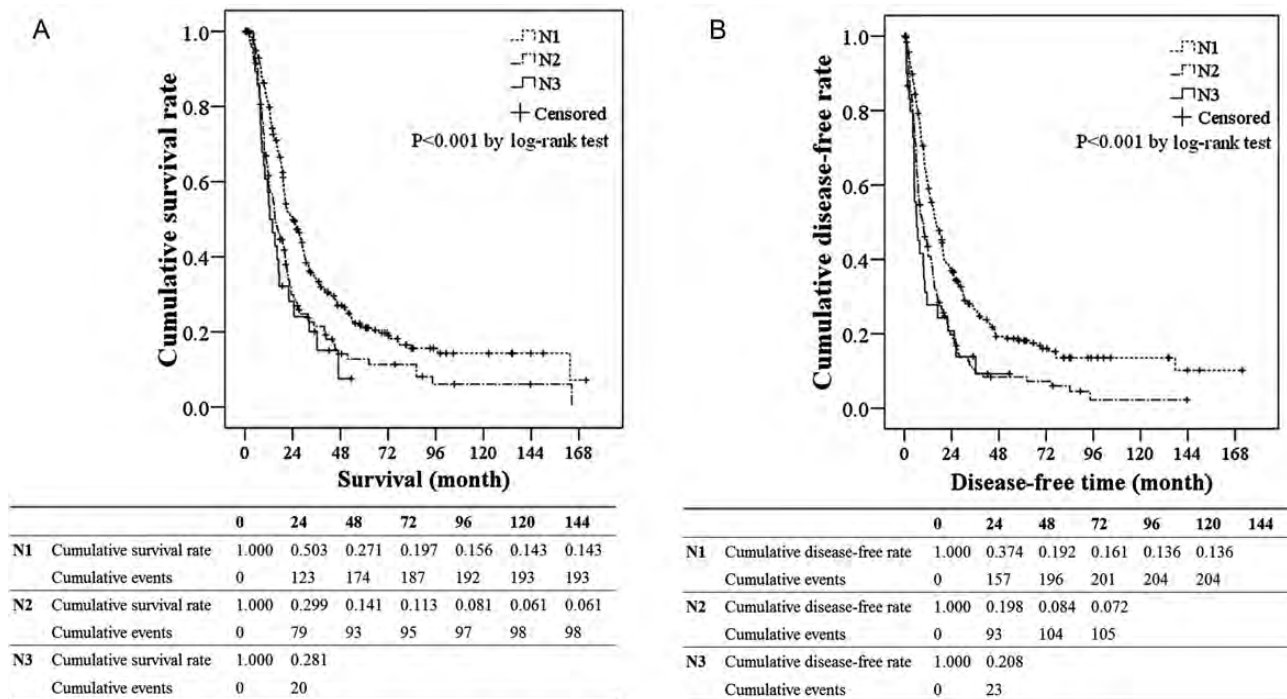 A
Cumulative survival rate
1.0
0.8
0.6
0.4
0.2
0.0
N1
N2
N3
Censored
P<0.001 by log-rank test
0 24 48 72 96 120 144 168
Survival (month)
0 24 48 72 96 120 144
N1 Cumulative survival rate 1.000 0.503 0.271 0.197 0.156 0.143 0.143
Cumulative events 0 123 174 187 192 193 193
N2 Cumulative survival rate 1.000 0.299 0.141 0.113 0.081 0.061 0.061
Cumulative events 0 79 93 95 97 98 98
N3 Cumulative survival rate 1.000 0.281
Cumulative events 0 20
B
Cumulative disease-free rate
1.0
0.8
0.6
0.4
0.2
0.0
N1
N2
N3
Censored
P<0.001 by log-rank test
0 24 48 72 96 120 144 168
Disease-free time (month)
0 24 48 72 96 120 144
N1 Cumulative disease-free rate 1.000 0.374 0.192 0.161 0.136 0.136
Cumulative events 0 157 196 201 204 204
N2 Cumulative disease-free rate 1.000 0.198 0.084 0.072
Cumulative events 0 93 104 105
N3 Cumulative disease-free rate 1.000 0.208
Cumulative events 0 23